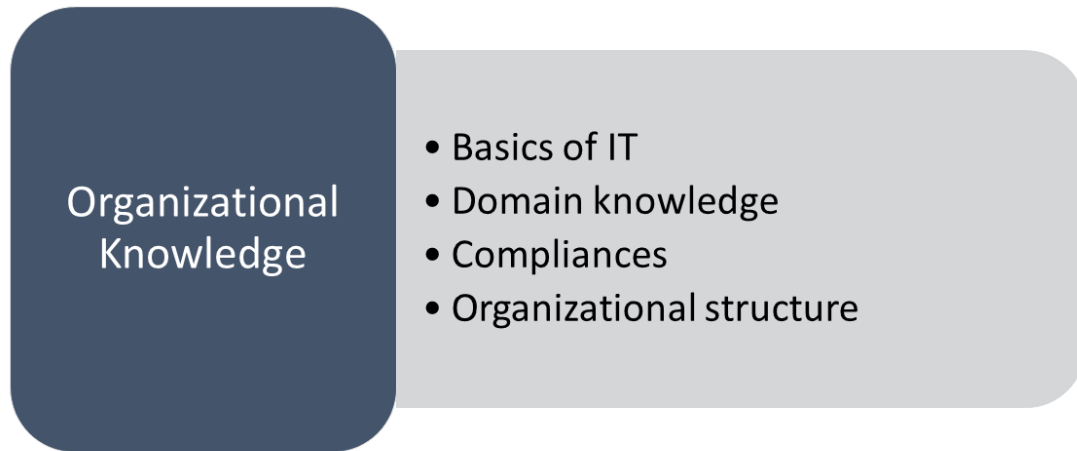 Organizational
Knowledge
• Basics of IT
• Domain knowledge
• Compliances
• Organizational structure